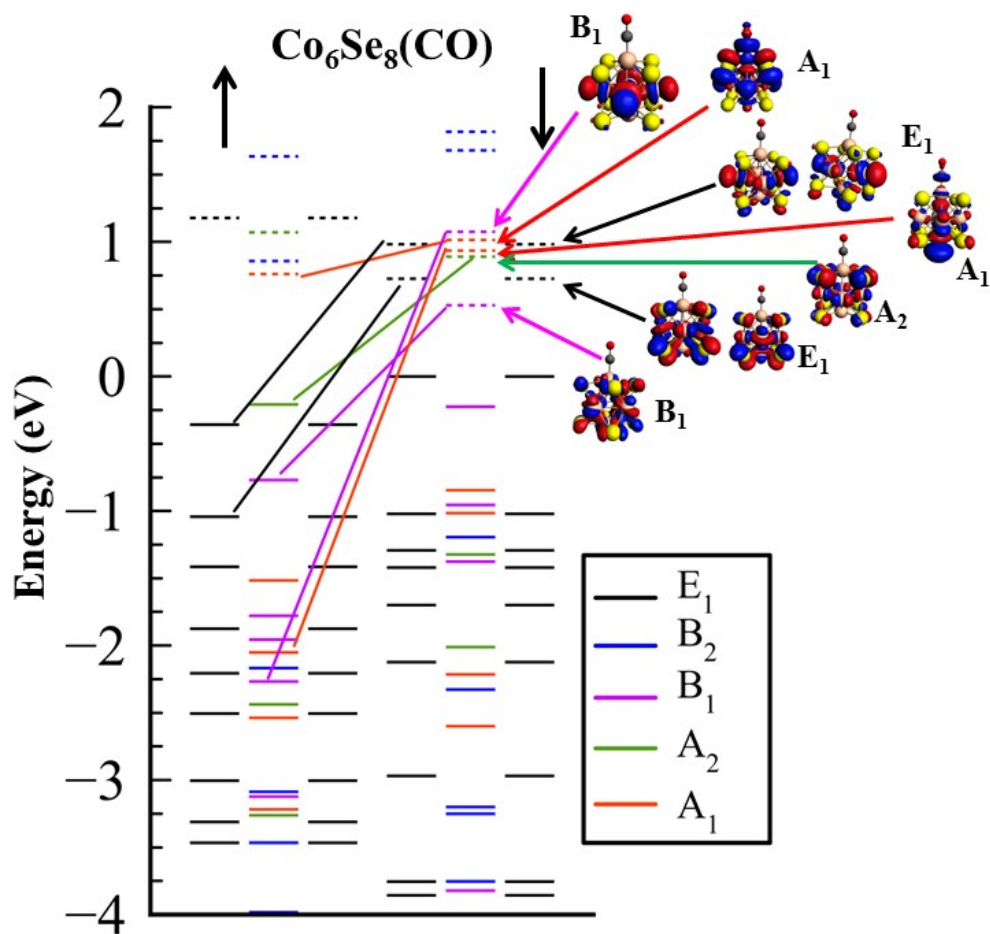 Co6Se8(CO)
B1
A1
E1
A1
A2
E1
B1
Energy (eV)
2
1
0
−1
−2
−3
−4
E1
B2
B1
A2
A1